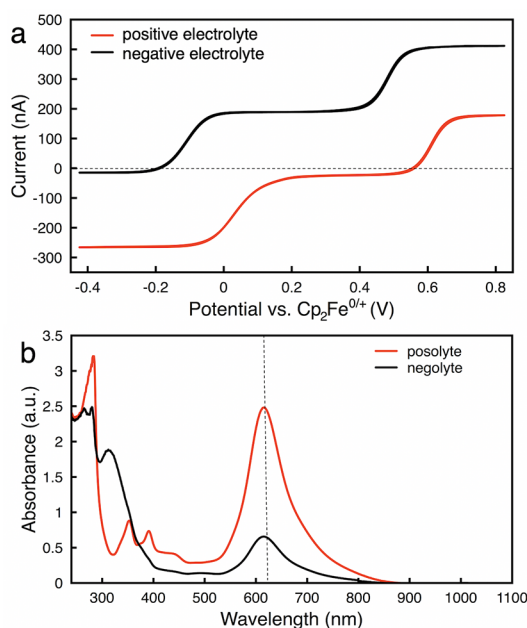 a
positive electrolyte
negative electrolyte
500
400
300
200
100
0
-100
-200
-300
Current (nA)
-0.4 -0.2 0 0.2 0.4 0.6 0.8
Potential vs. Cp₂Fe⁰/⁺ (V)
b
posolyte
negolyte
3.5
3
2.5
2
1.5
1
0.5
0
Absorbance (a.u.)
300 400 500 600 700 800 900 1000 1100
Wavelength (nm)